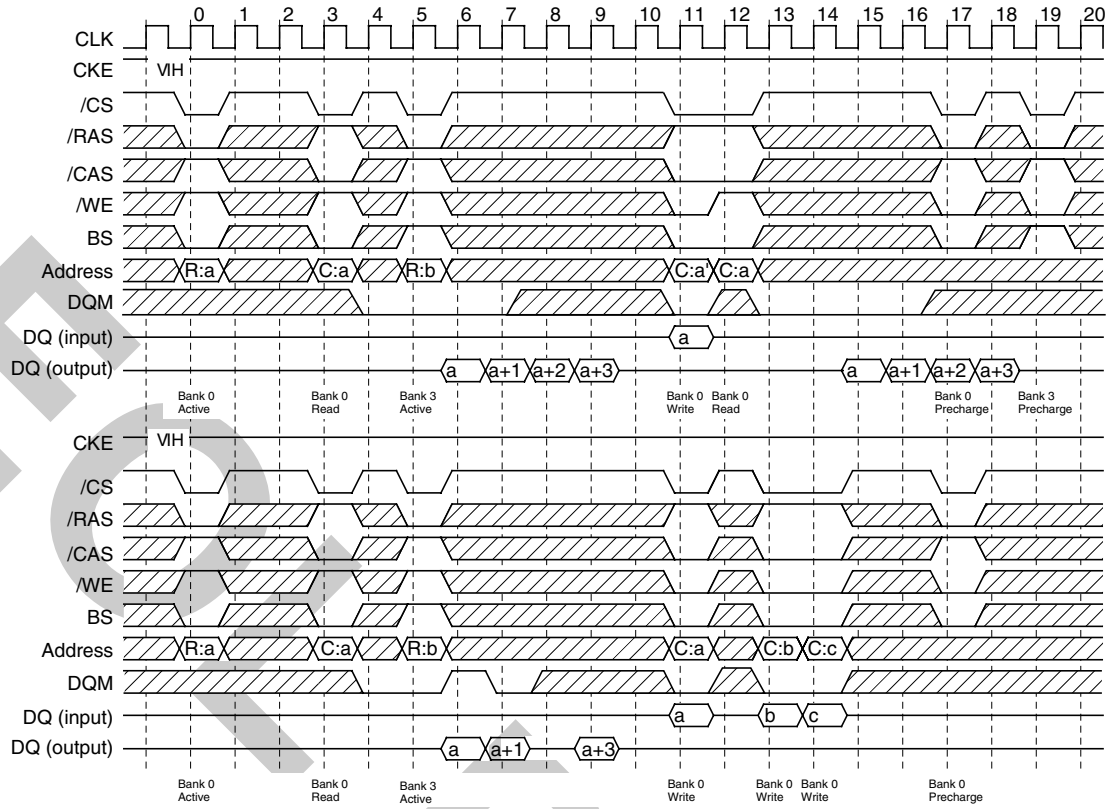 0 1 2 3 4 5 6 7 8 9 10 11 12 13 14 15 16 17 18 19 20
CLK
CKE VIH
/CS
/RAS
/CAS
/WE
BS
Address R:a C:a R:b C:a' C:a
DQM
DQ (input) a
DQ (output) a a+1 a+2 a+3 a a+1 a+2 a+3
Bank 0 Bank 0 Bank 3 Bank 0 Bank 0 Bank 0 Bank 3
Active Read Active Write Read Precharge Precharge
CKE VIH
/CS
/RAS
/CAS
/WE
BS
Address R:a C:a R:b C:a C:b C:c
DQM
DQ (input) a b c
DQ (output) a a+1 a+3
Bank 0 Bank 0 Bank 3 Bank 0 Bank 0 Bank 0 Bank 0
Active Read Active Write Write Write Precharge